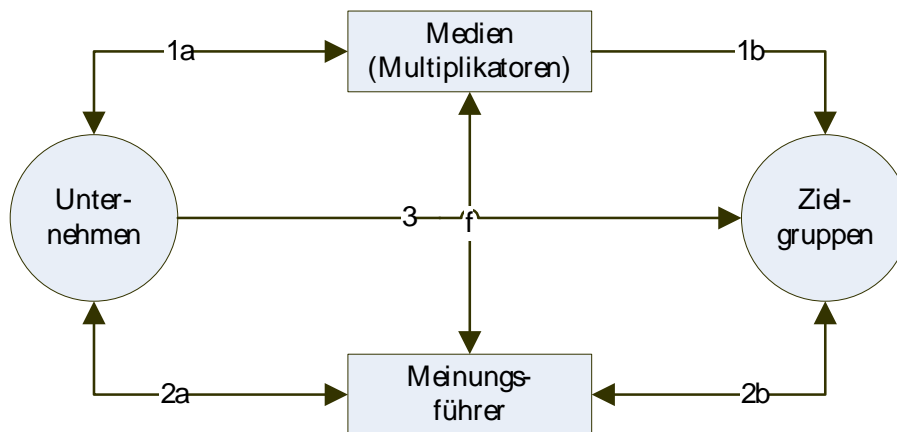 1a
Medien
(Multiplikatoren)
1b
Unter-
nehmen
3
f
Ziel-
gruppen
2a
Meinungs-
führer
2b